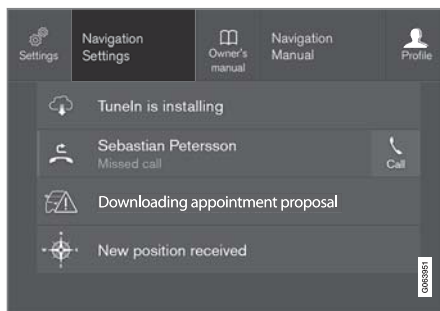 Settings
Navigation
Settings
Owner's
manual
Navigation
Manual
Profile
TuneIn is installing
Sebastian Petersson
Missed call
Call
Downloading appointment proposal
New position received
G063951